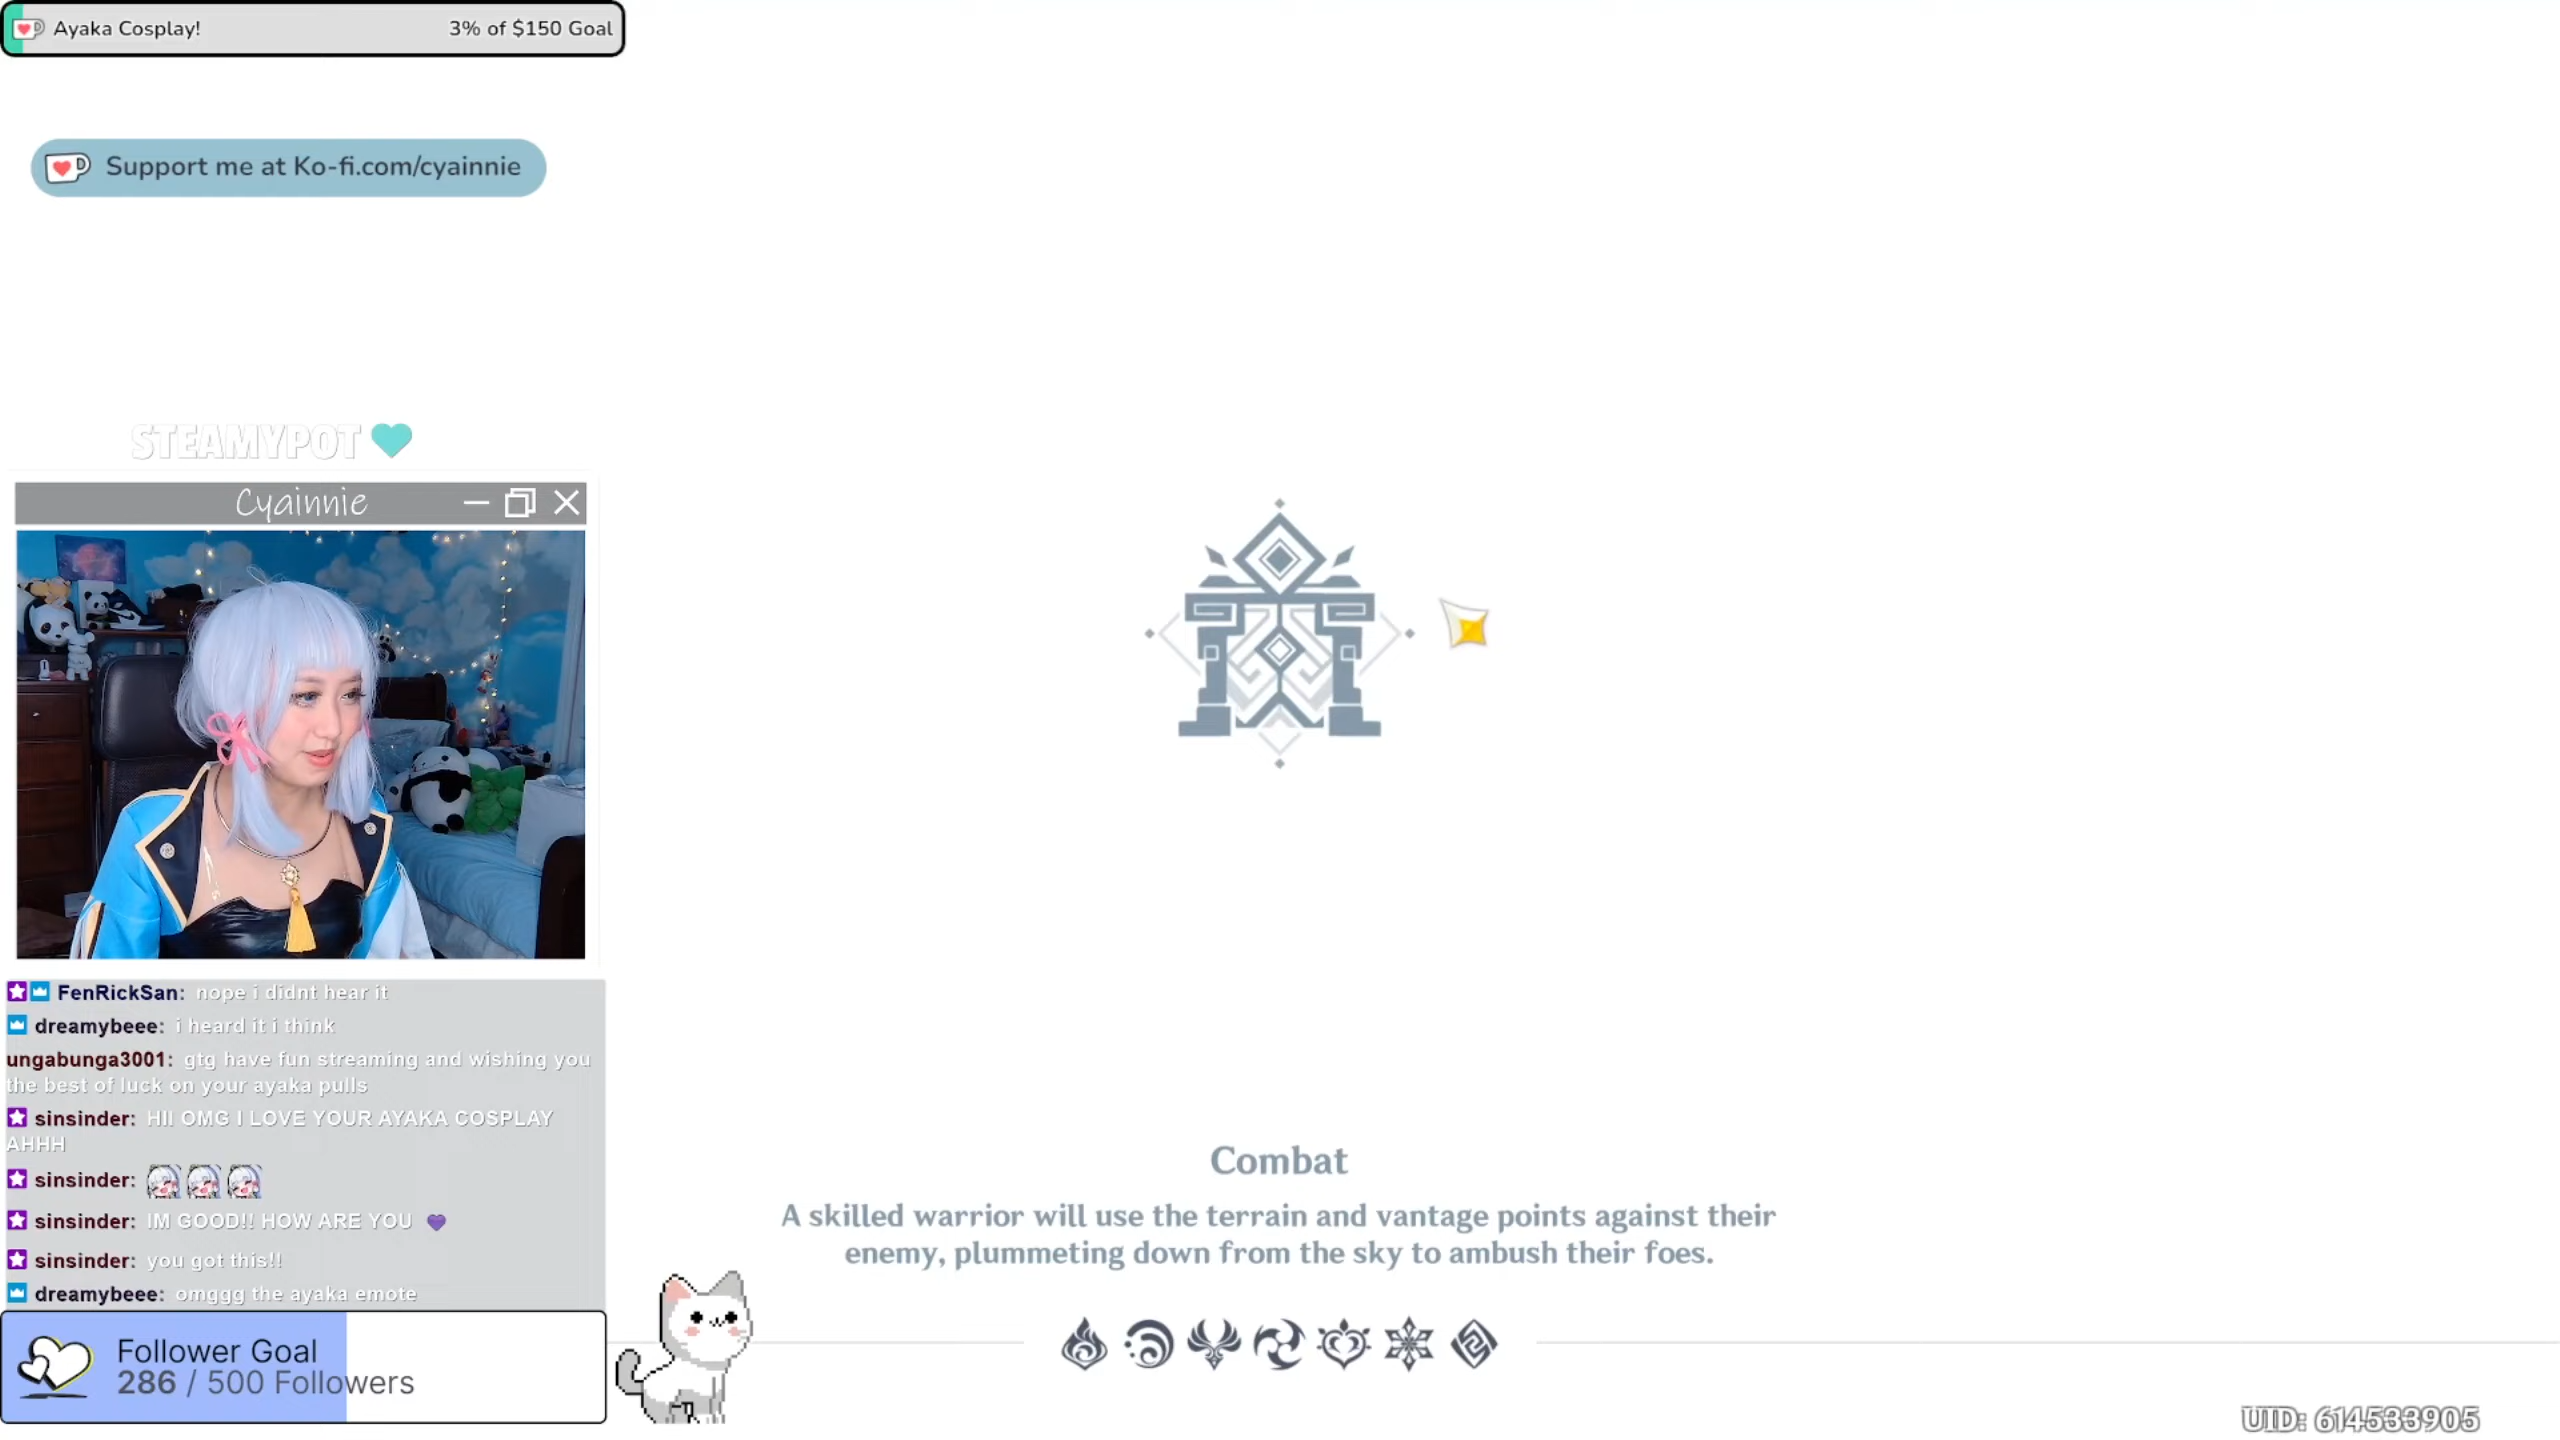 Ayaka Cosplay!
3% of $150 Goal
Support me at Ko-fi.com/cyainnie
STEAMYPOT
Cyainnie
FenRickSan: nope i didnt hear it
dreamybeee: i heard it i think
ungabunga3001: gtg have fun streaming and wishing you
the best of luck on your ayaka pulls
sinsinder: HII OMG I LOVE YOUR AYAKA COSPLAY
AHHH
sinsinder:
sinsinder: IM GOOD!! HOW ARE YOU
sinsinder: you got this!!
dreamybeee: omggg the ayaka emote
Follower Goal
286 / 500 Followers
Combat
A skilled warrior will use the terrain and vantage points against their
enemy, plummeting down from the sky to ambush their foes.
UID: 614533905